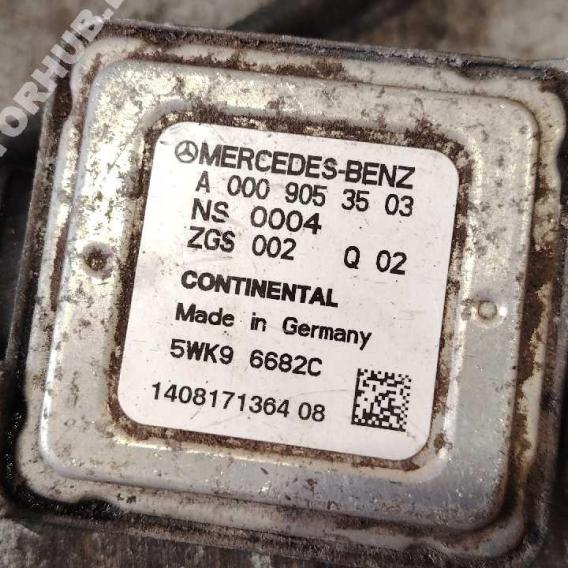 MERCEDES-BENZ
A 000 905 35 03
NS 0004
ZGS 002 Q 02
CONTINENTAL
Made in Germany
5WK9 6682C
1408171364 08